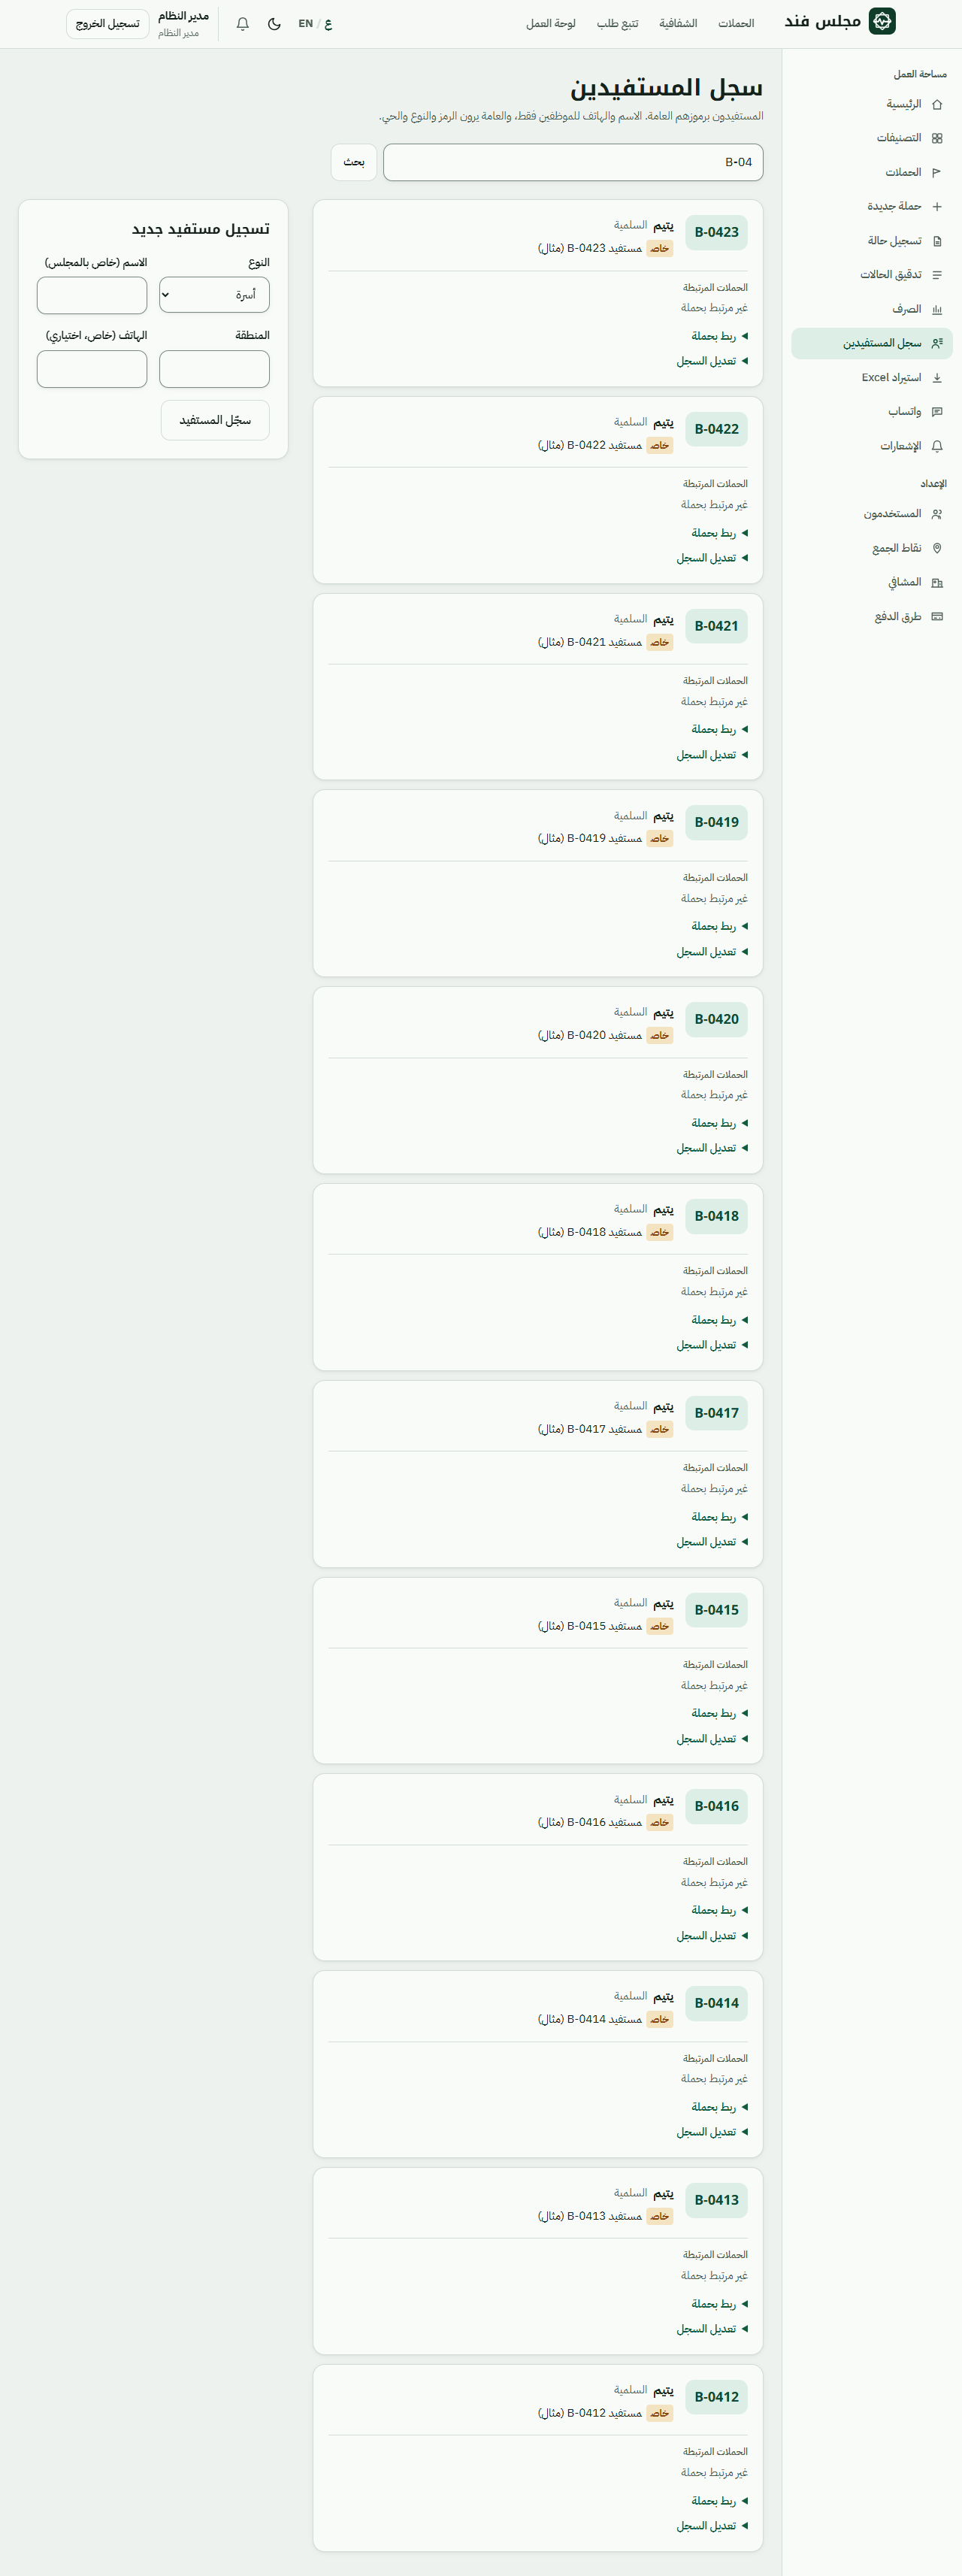 مجلس فند
الحملات
الشفافية
تتبع طلب
لوحة العمل
ع / EN
مدير النظام
مدير النظام
تسجيل الخروج
مساحة العمل
الرئيسية
التصنيفات
الحملات
حملة جديدة
تسجيل حالة
تدقيق الحالات
الصرف
سجل المستفيدين
استيراد Excel
واتساب
الإشعارات
الإعداد
المستخدمون
نقاط الجمع
المشافي
طرق الدفع
سجل المستفيدين
المستفيدون برموزهم العامة. الاسم والهاتف للموظفين فقط، والعامة يرون الرمز والنوع والحي.
B-04
بحث
B-0423
يتيم السلمية
خاص مستفيد B-0423 (مثال)
الحملات المرتبطة
غير مرتبط بحملة
ربط بحملة
تعديل السجل
B-0422
يتيم السلمية
خاص مستفيد B-0422 (مثال)
الحملات المرتبطة
غير مرتبط بحملة
ربط بحملة
تعديل السجل
B-0421
يتيم السلمية
خاص مستفيد B-0421 (مثال)
الحملات المرتبطة
غير مرتبط بحملة
ربط بحملة
تعديل السجل
B-0419
يتيم السلمية
خاص مستفيد B-0419 (مثال)
الحملات المرتبطة
غير مرتبط بحملة
ربط بحملة
تعديل السجل
B-0420
يتيم السلمية
خاص مستفيد B-0420 (مثال)
الحملات المرتبطة
غير مرتبط بحملة
ربط بحملة
تعديل السجل
B-0418
يتيم السلمية
خاص مستفيد B-0418 (مثال)
الحملات المرتبطة
غير مرتبط بحملة
ربط بحملة
تعديل السجل
B-0417
يتيم السلمية
خاص مستفيد B-0417 (مثال)
الحملات المرتبطة
غير مرتبط بحملة
ربط بحملة
تعديل السجل
B-0415
يتيم السلمية
خاص مستفيد B-0415 (مثال)
الحملات المرتبطة
غير مرتبط بحملة
ربط بحملة
تعديل السجل
B-0416
يتيم السلمية
خاص مستفيد B-0416 (مثال)
الحملات المرتبطة
غير مرتبط بحملة
ربط بحملة
تعديل السجل
B-0414
يتيم السلمية
خاص مستفيد B-0414 (مثال)
الحملات المرتبطة
غير مرتبط بحملة
ربط بحملة
تعديل السجل
B-0413
يتيم السلمية
خاص مستفيد B-0413 (مثال)
الحملات المرتبطة
غير مرتبط بحملة
ربط بحملة
تعديل السجل
B-0412
يتيم السلمية
خاص مستفيد B-0412 (مثال)
الحملات المرتبطة
غير مرتبط بحملة
ربط بحملة
تعديل السجل
تسجيل مستفيد جديد
النوع
الاسم (خاص بالمجلس)
أسرة
المنطقة
الهاتف (خاص، اختياري)
سجّل المستفيد